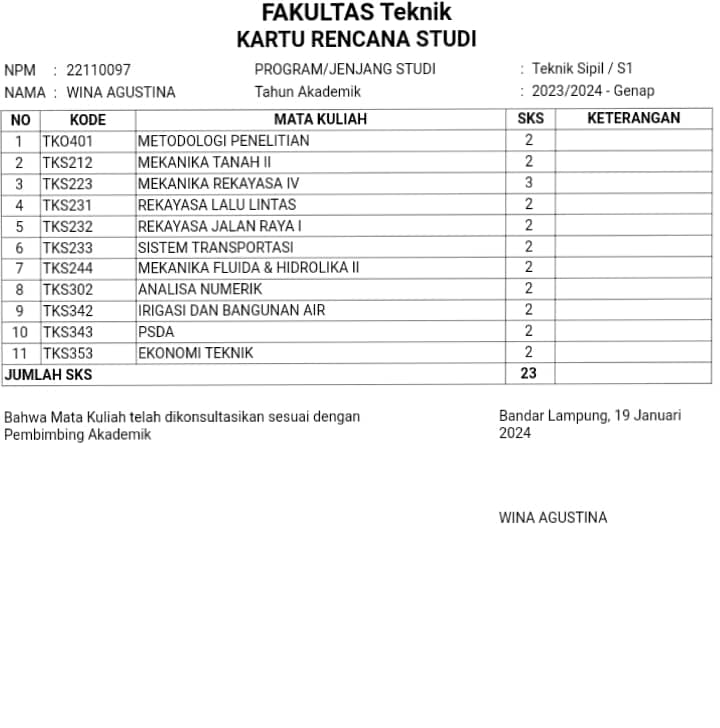 FAKULTAS Teknik
KARTU RENCANA STUDI
NPM : 22110097 PROGRAM/JENJANG STUDI : Teknik Sipil / S1
NAMA : WINA AGUSTINA Tahun Akademik : 2023/2024 - Genap
NO KODE MATA KULIAH SKS KETERANGAN
1 TKO401 METODOLOGI PENELITIAN 2
2 TKS212 MEKANIKA TANAH II 2
3 TKS223 MEKANIKA REKAYASA IV 3
4 TKS231 REKAYASA LALU LINTAS 2
5 TKS232 REKAYASA JALAN RAYA I 2
6 TKS233 SISTEM TRANSPORTASI 2
7 TKS244 MEKANIKA FLUIDA & HIDROLIKA II 2
8 TKS302 ANALISA NUMERIK 2
9 TKS342 IRIGASI DAN BANGUNAN AIR 2
10 TKS343 PSDA 2
11 TKS353 EKONOMI TEKNIK 2
JUMLAH SKS 23
Bahwa Mata Kuliah telah dikonsultasikan sesuai dengan
Pembimbing Akademik
Bandar Lampung, 19 Januari
2024
WINA AGUSTINA